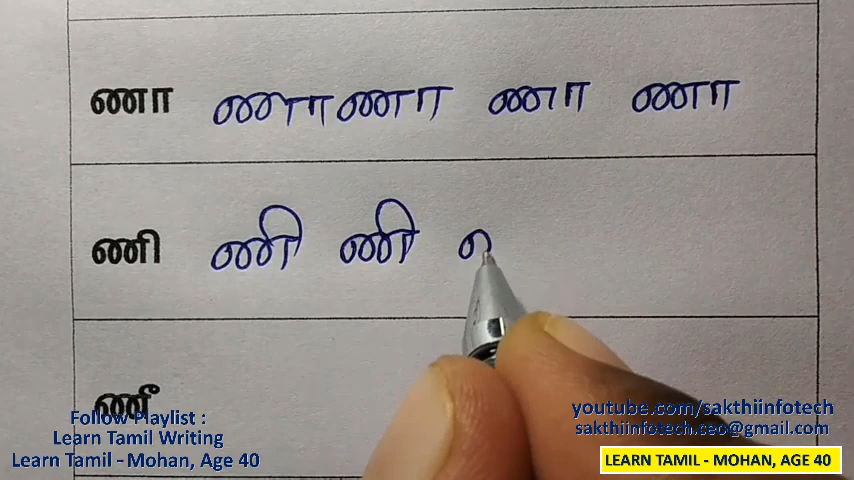 ணா ணா ணா ணா ணா
ணி ணி ணி
ணீ
Follow Playlist :
Learn Tamil Writing
Learn Tamil - Mohan, Age 40
youtube.com/sakthiinfotech
sakthiinfotech.ceo@gmail.com
LEARN TAMIL - MOHAN, AGE 40